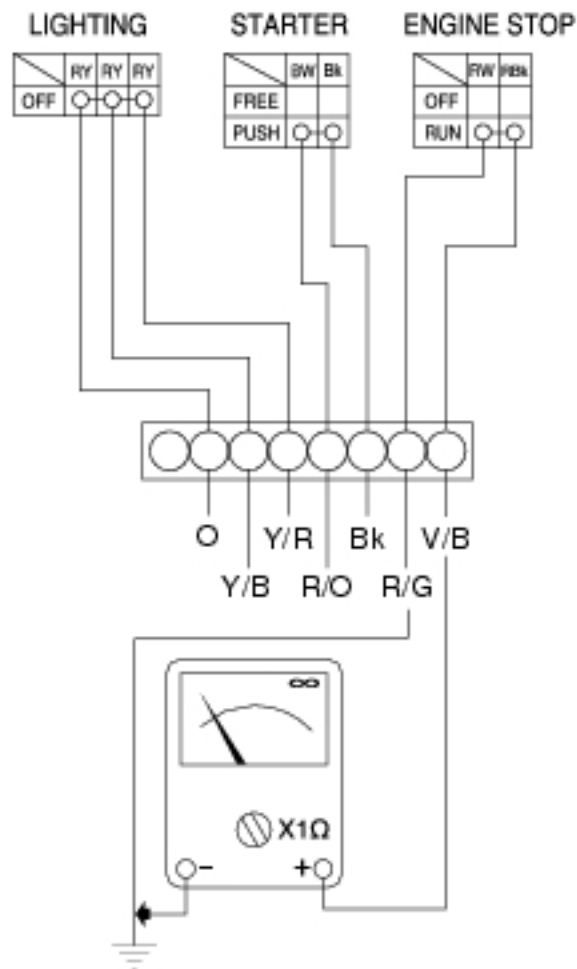 LIGHTING STARTER ENGINE STOP
RY RY RY BW Bk RW RBk
OFF FREE OFF
PUSH RUN
O Y/R Bk V/B
Y/B R/O R/G
∞
X1Ω
- +